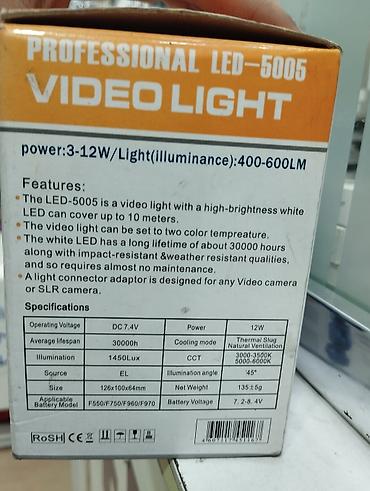 PROFESSIONAL LED-5005
VIDEO LIGHT
power:3-12W/Light(illuminance):400-600LM
Features:
• The LED-5005 is a video light with a high-brightness white
LED can cover up to 10 meters.
• The video light can be set to two color tempreature.
• The white LED has a long lifetime of about 30000 hours
along with impact-resistant &weather resistant qualities,
and so requires almost no maintenance.
• A light connector adaptor is designed for any Video camera
or SLR camera.
Specifications
Operating Voltage DC 7.4V Power 12W
Average lifespan 30000h Cooling mode Thermal Slug
Natural Ventilation
Illumination 1450Lux CCT 3000-3500K
5000-6000K
Source EL Illumination angle 45°
Size 126x100x64mm Net Weight 135±5g
Applicable
Battery Model F550/F750/F960/F970 Battery Voltage 7.2-8.4V
RoSH CE